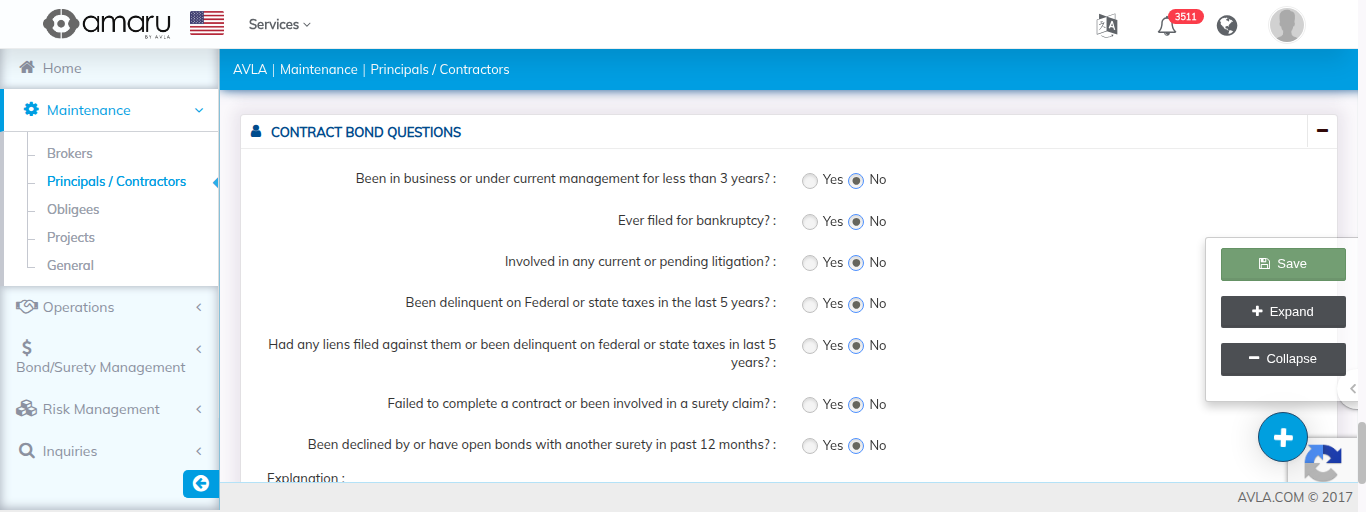 amaru
BY AVLA
Services
3511
Home
AVLA | Maintenance | Principals / Contractors
Maintenance
Brokers
Principals / Contractors
Obligees
Projects
General
Operations
$
Bond/Surety Management
Risk Management
Inquiries
CONTRACT BOND QUESTIONS
Been in business or under current management for less than 3 years? : Yes No
Ever filed for bankruptcy? : Yes No
Involved in any current or pending litigation? : Yes No
Been delinquent on Federal or state taxes in the last 5 years? : Yes No
Had any liens filed against them or been delinquent on federal or state taxes in last 5
years? : Yes No
Failed to complete a contract or been involved in a surety claim? : Yes No
Been declined by or have open bonds with another surety in past 12 months? : Yes No
Explanation :
Save
Expand
Collapse
AVLA.COM © 2017